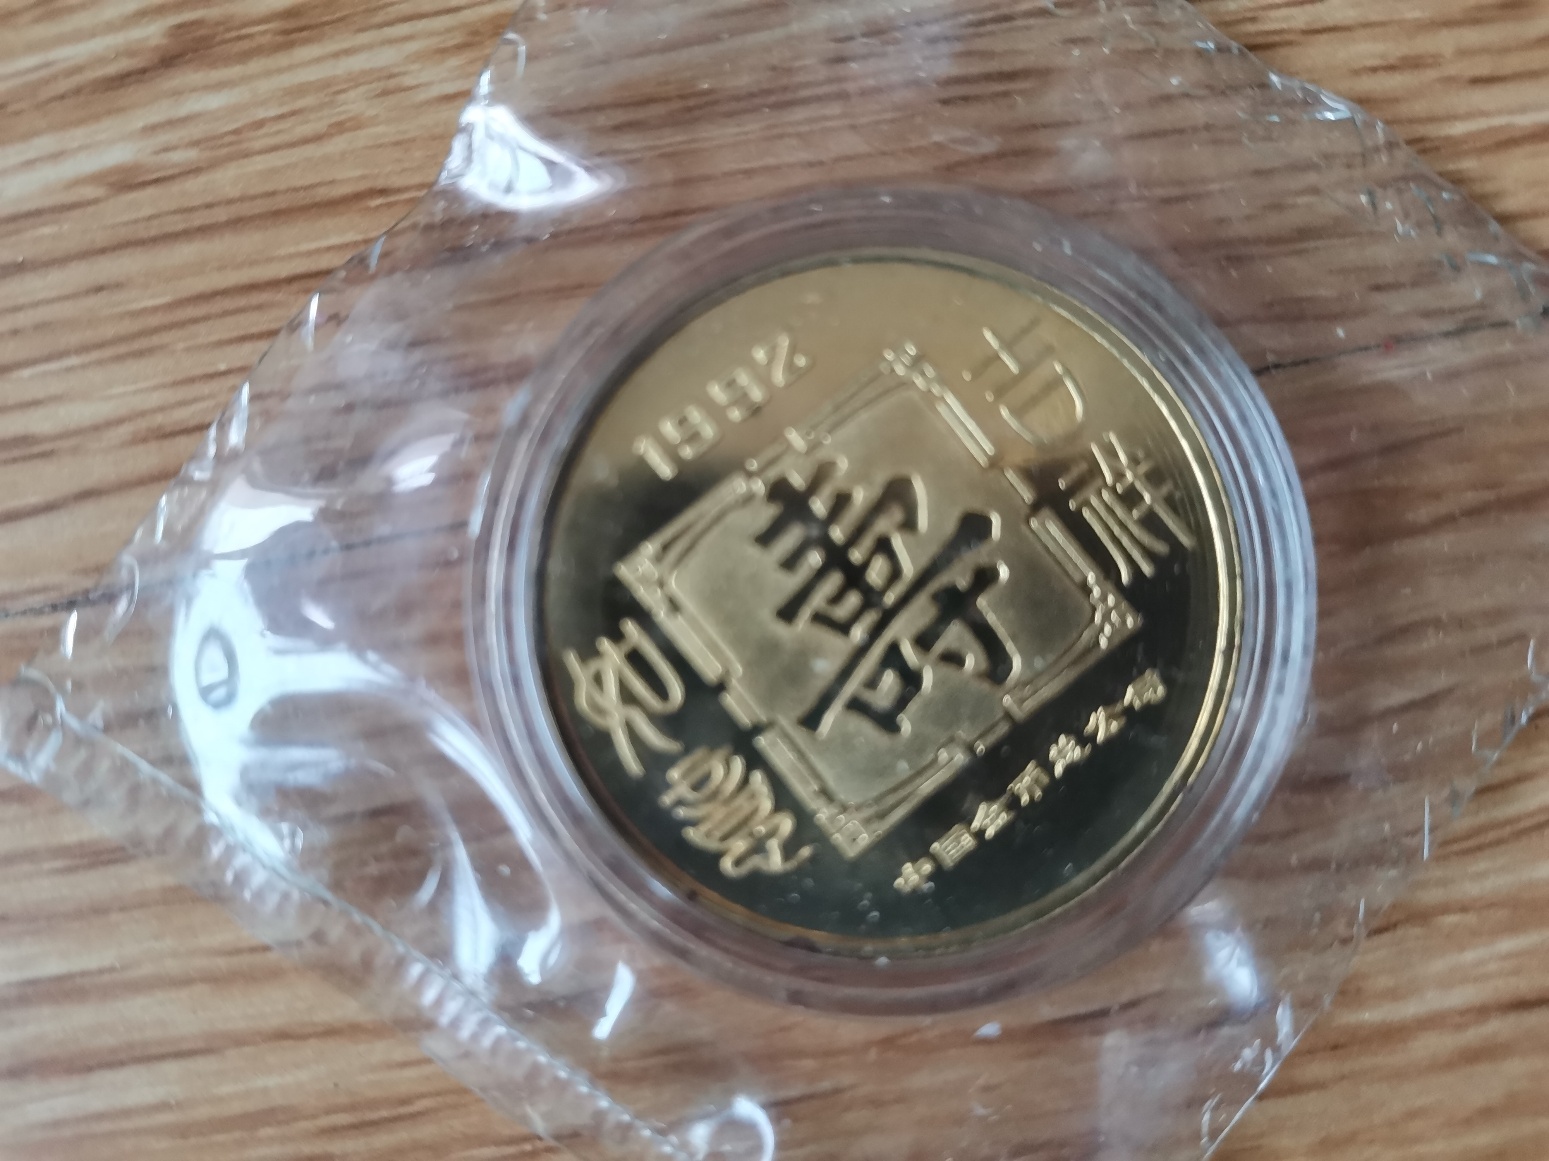 1992
吉祥
壽
如意
中国金币总公司